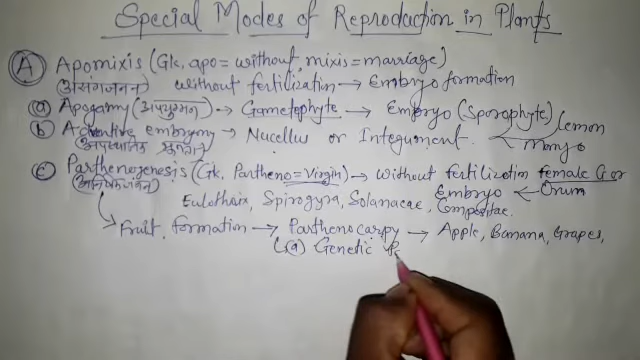 Special Modes of Reproduction in Plants
(A) Apomixis (Gk, apo = without, mixis = marriage)
(असंगजनन) without fertilization → Embryo formation
(a) Apogamy (अपयुग्मन) → Gametophyte → Embryo (Sporophyte)
(b) Adventive embryony → Nucellus or Integument. Lemon
Mango
(c) Parthenogenesis (Gk, Partheno = Virgin) → without fertilization female G or
Embryo ← Ovum
Eulothrix, Spirogyra, Solanacae, Compositae.
Fruit formation → Parthenocarpy → Apple, Banana, Grapes,
(a) Genetic P